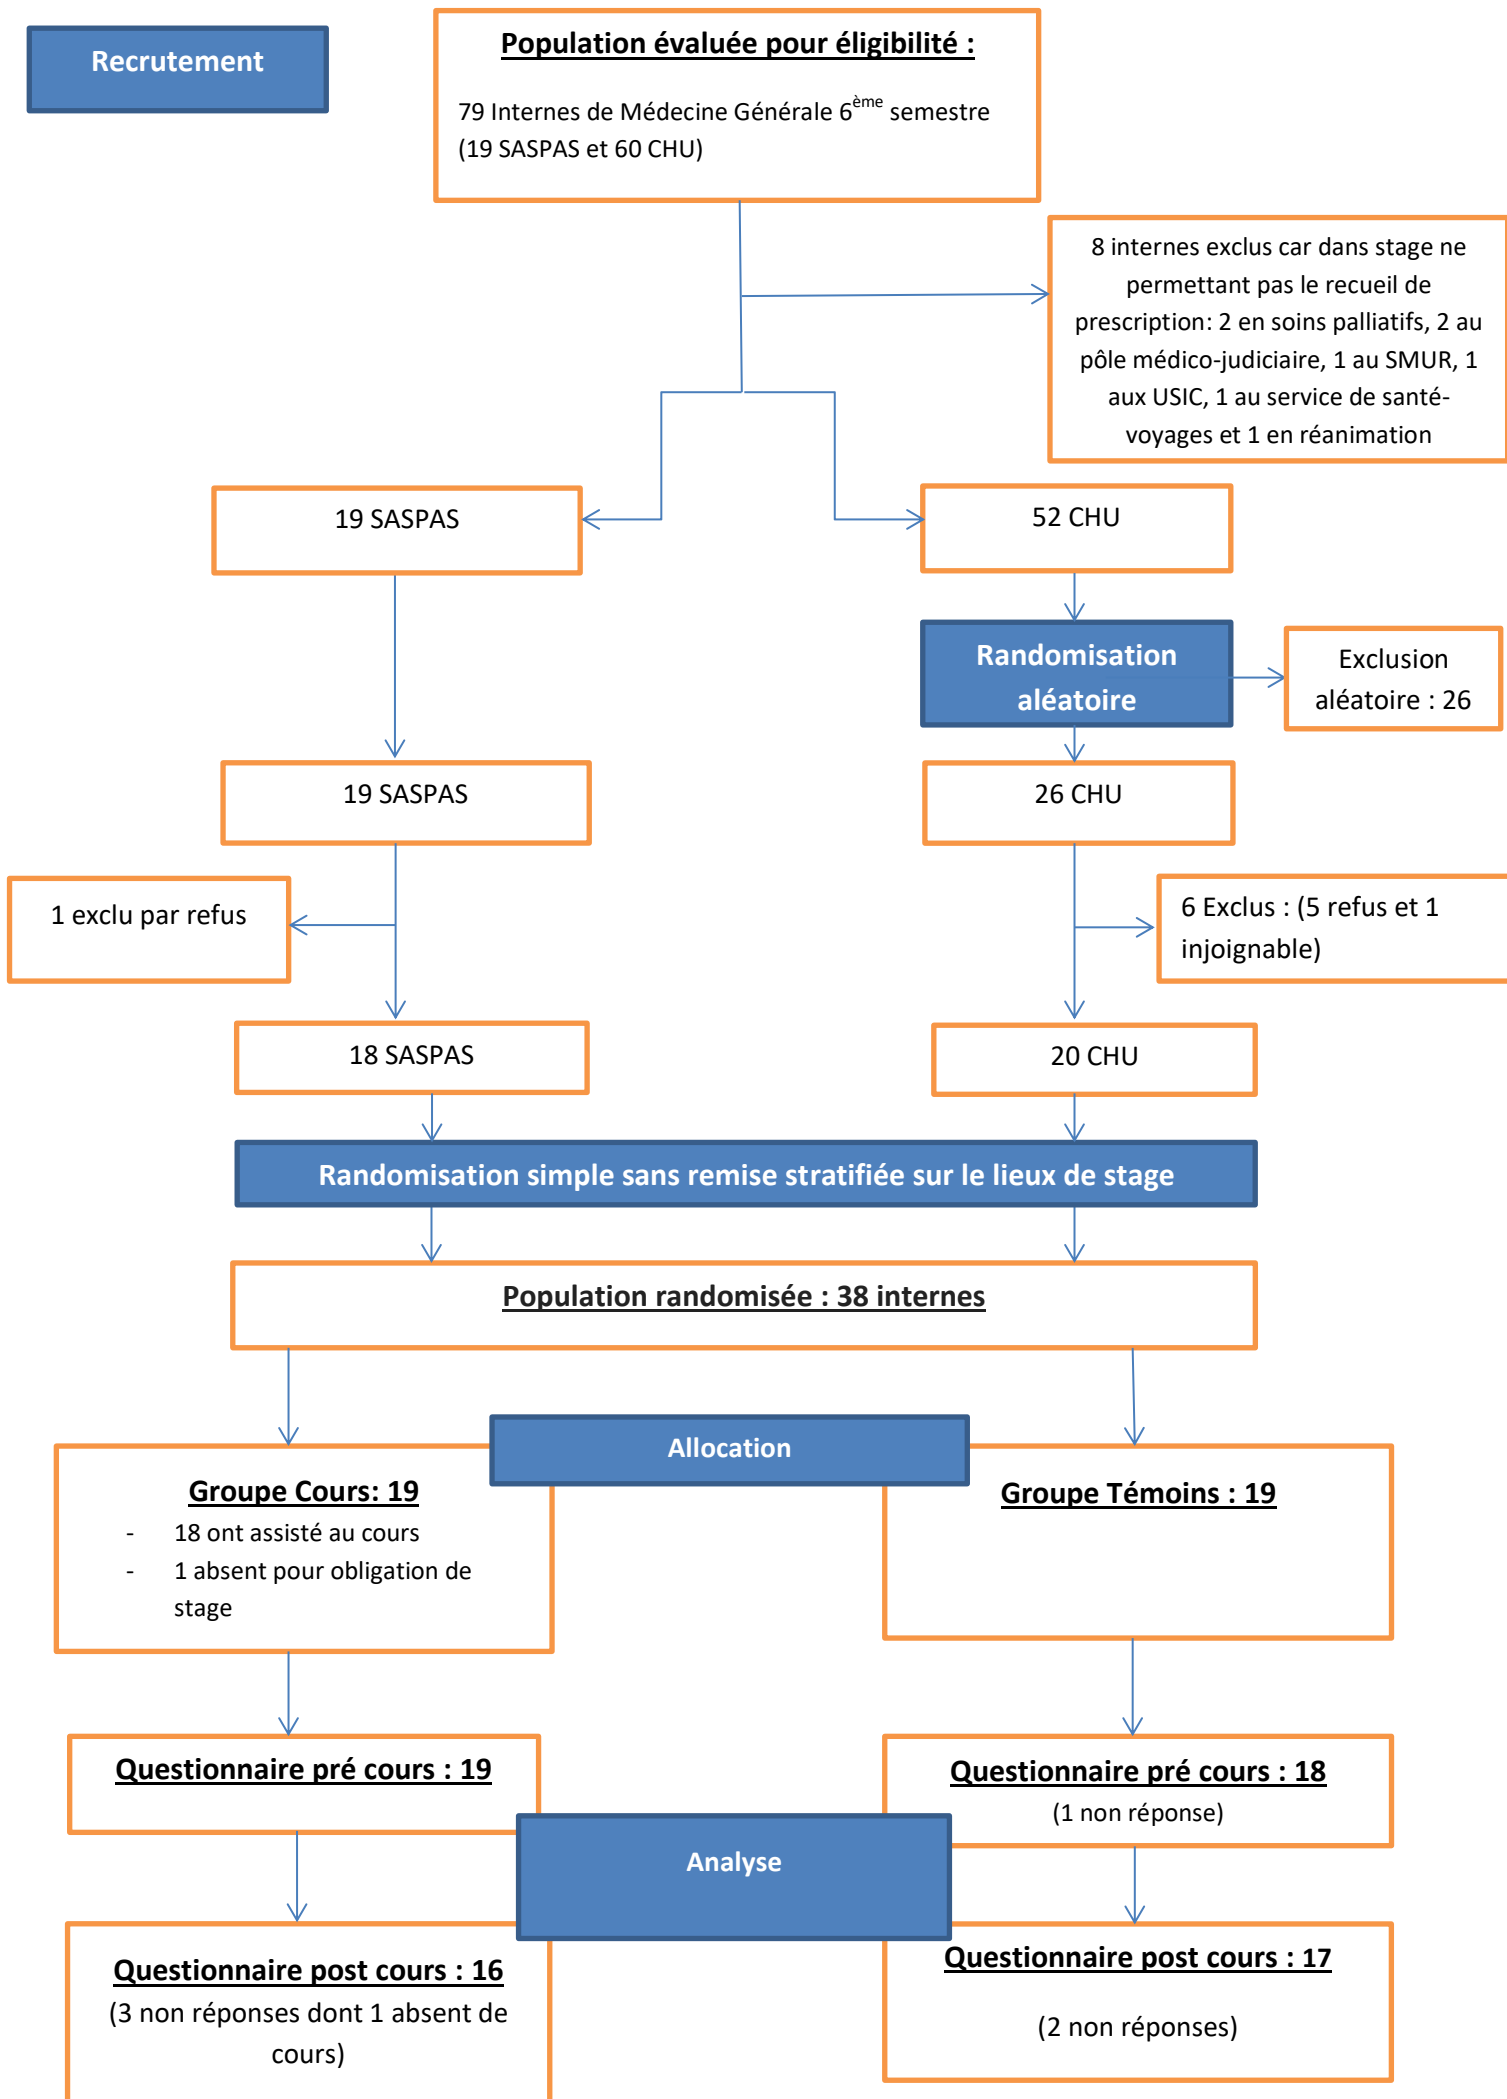 Recrutement
Population évaluée pour éligibilité :
79 Internes de Médecine Générale 6ème semestre
(19 SASPAS et 60 CHU)
8 internes exclus car dans stage ne
permettant pas le recueil de
prescription: 2 en soins palliatifs, 2 au
pôle médico-judiciaire, 1 au SMUR, 1
aux USIC, 1 au service de santé-
voyages et 1 en réanimation
19 SASPAS
52 CHU
Randomisation
aléatoire
Exclusion
aléatoire : 26
19 SASPAS
26 CHU
1 exclu par refus
6 Exclus : (5 refus et 1
injoignable)
18 SASPAS
20 CHU
Randomisation simple sans remise stratifiée sur le lieux de stage
Population randomisée : 38 internes
Allocation
Groupe Cours: 19
- 18 ont assisté au cours
- 1 absent pour obligation de
stage
Groupe Témoins : 19
Questionnaire pré cours : 19
Questionnaire pré cours : 18
(1 non réponse)
Analyse
Questionnaire post cours : 16
(3 non réponses dont 1 absent de
cours)
Questionnaire post cours : 17
(2 non réponses)